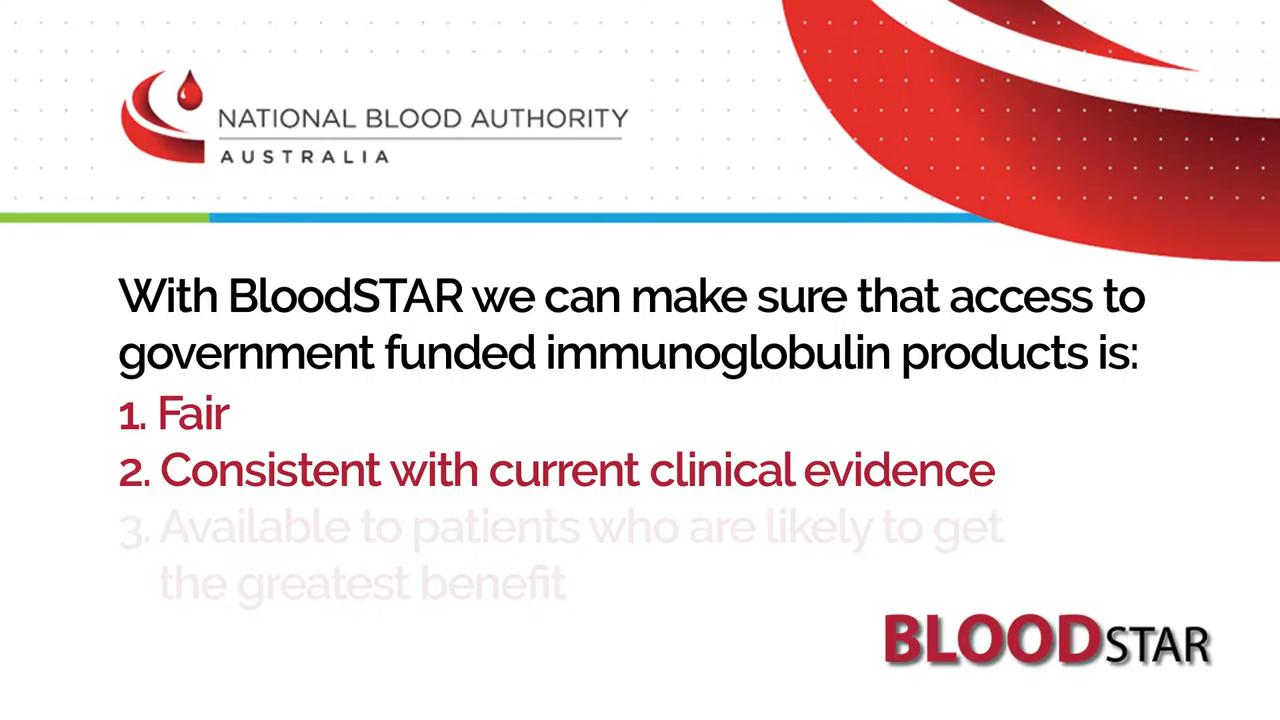 NATIONAL BLOOD AUTHORITY
AUSTRALIA
With BloodSTAR we can make sure that access to
government funded immunoglobulin products is:
1. Fair
2. Consistent with current clinical evidence
3. Available to patients who are likely to get
the greatest benefit
BLOODSTAR